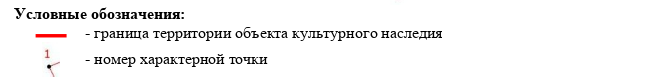 Условные обозначения:
- граница территории объекта культурного наследия
1
- номер характерной точки